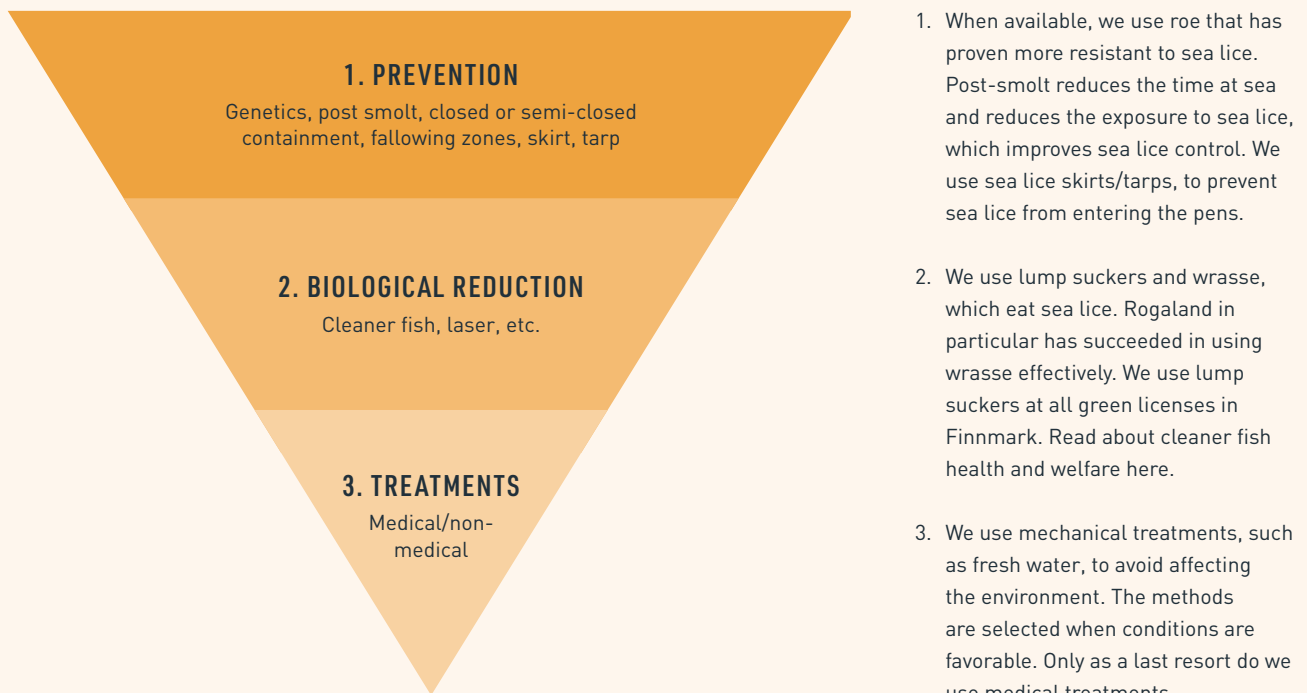 1. PREVENTION
Genetics, post smolt, closed or semi-closed
containment, fallowing zones, skirt, tarp
2. BIOLOGICAL REDUCTION
Cleaner fish, laser, etc.
3. TREATMENTS
Medical/non-
medical
1. When available, we use roe that has
proven more resistant to sea lice.
Post-smolt reduces the time at sea
and reduces the exposure to sea lice,
which improves sea lice control. We
use sea lice skirts/tarps, to prevent
sea lice from entering the pens.
2. We use lump suckers and wrasse,
which eat sea lice. Rogaland in
particular has succeeded in using
wrasse effectively. We use lump
suckers at all green licenses in
Finnmark. Read about cleaner fish
health and welfare here.
3. We use mechanical treatments, such
as fresh water, to avoid affecting
the environment. The methods
are selected when conditions are
favorable. Only as a last resort do we
use medical treatments